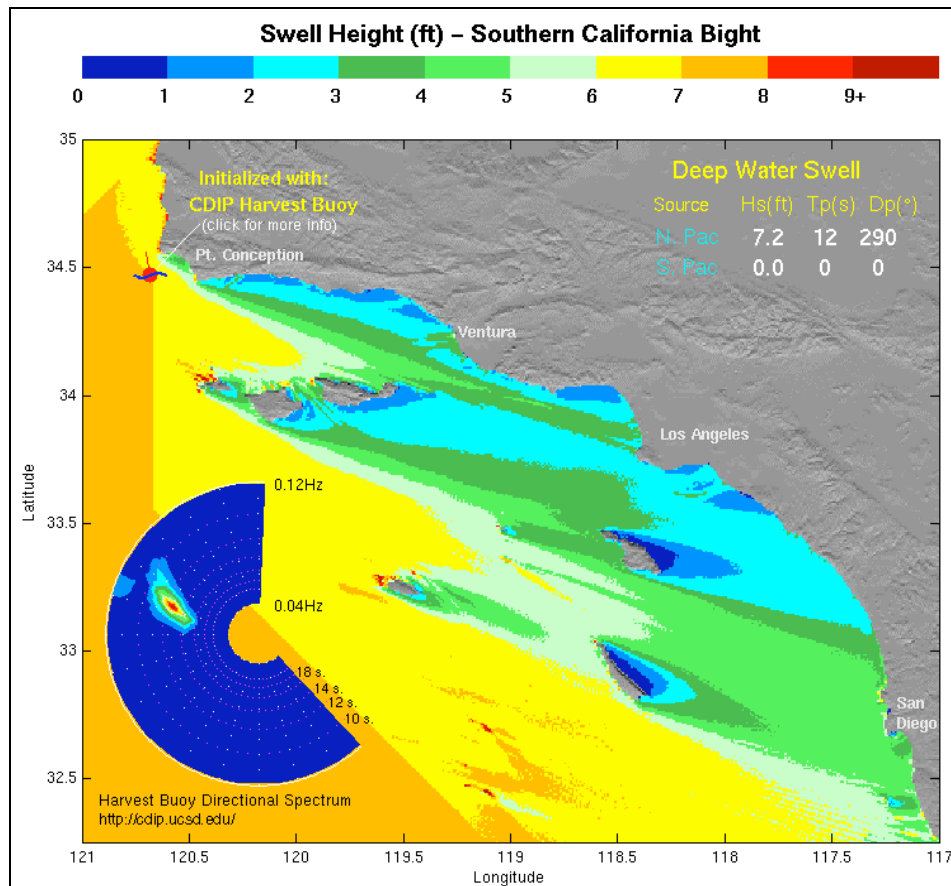 Swell Height (ft) – Southern California Bight
0 1 2 3 4 5 6 7 8 9+
35
34.5
34
33.5
33
32.5
Latitude
Initialized with:
CDIP Harvest Buoy
(click for more info)
Pt. Conception
Deep Water Swell
Source Hs(ft) Tp(s) Dp(°)
N. Pac 7.2 12 290
S. Pac 0.0 0 0
Ventura
Los Angeles
San
Diego
0.12Hz
0.04Hz
18 s.
14 s.
12 s.
10 s.
Harvest Buoy Directional Spectrum
http://cdip.ucsd.edu/
121 120.5 120 119.5 119 118.5 118 117.5 117
Longitude